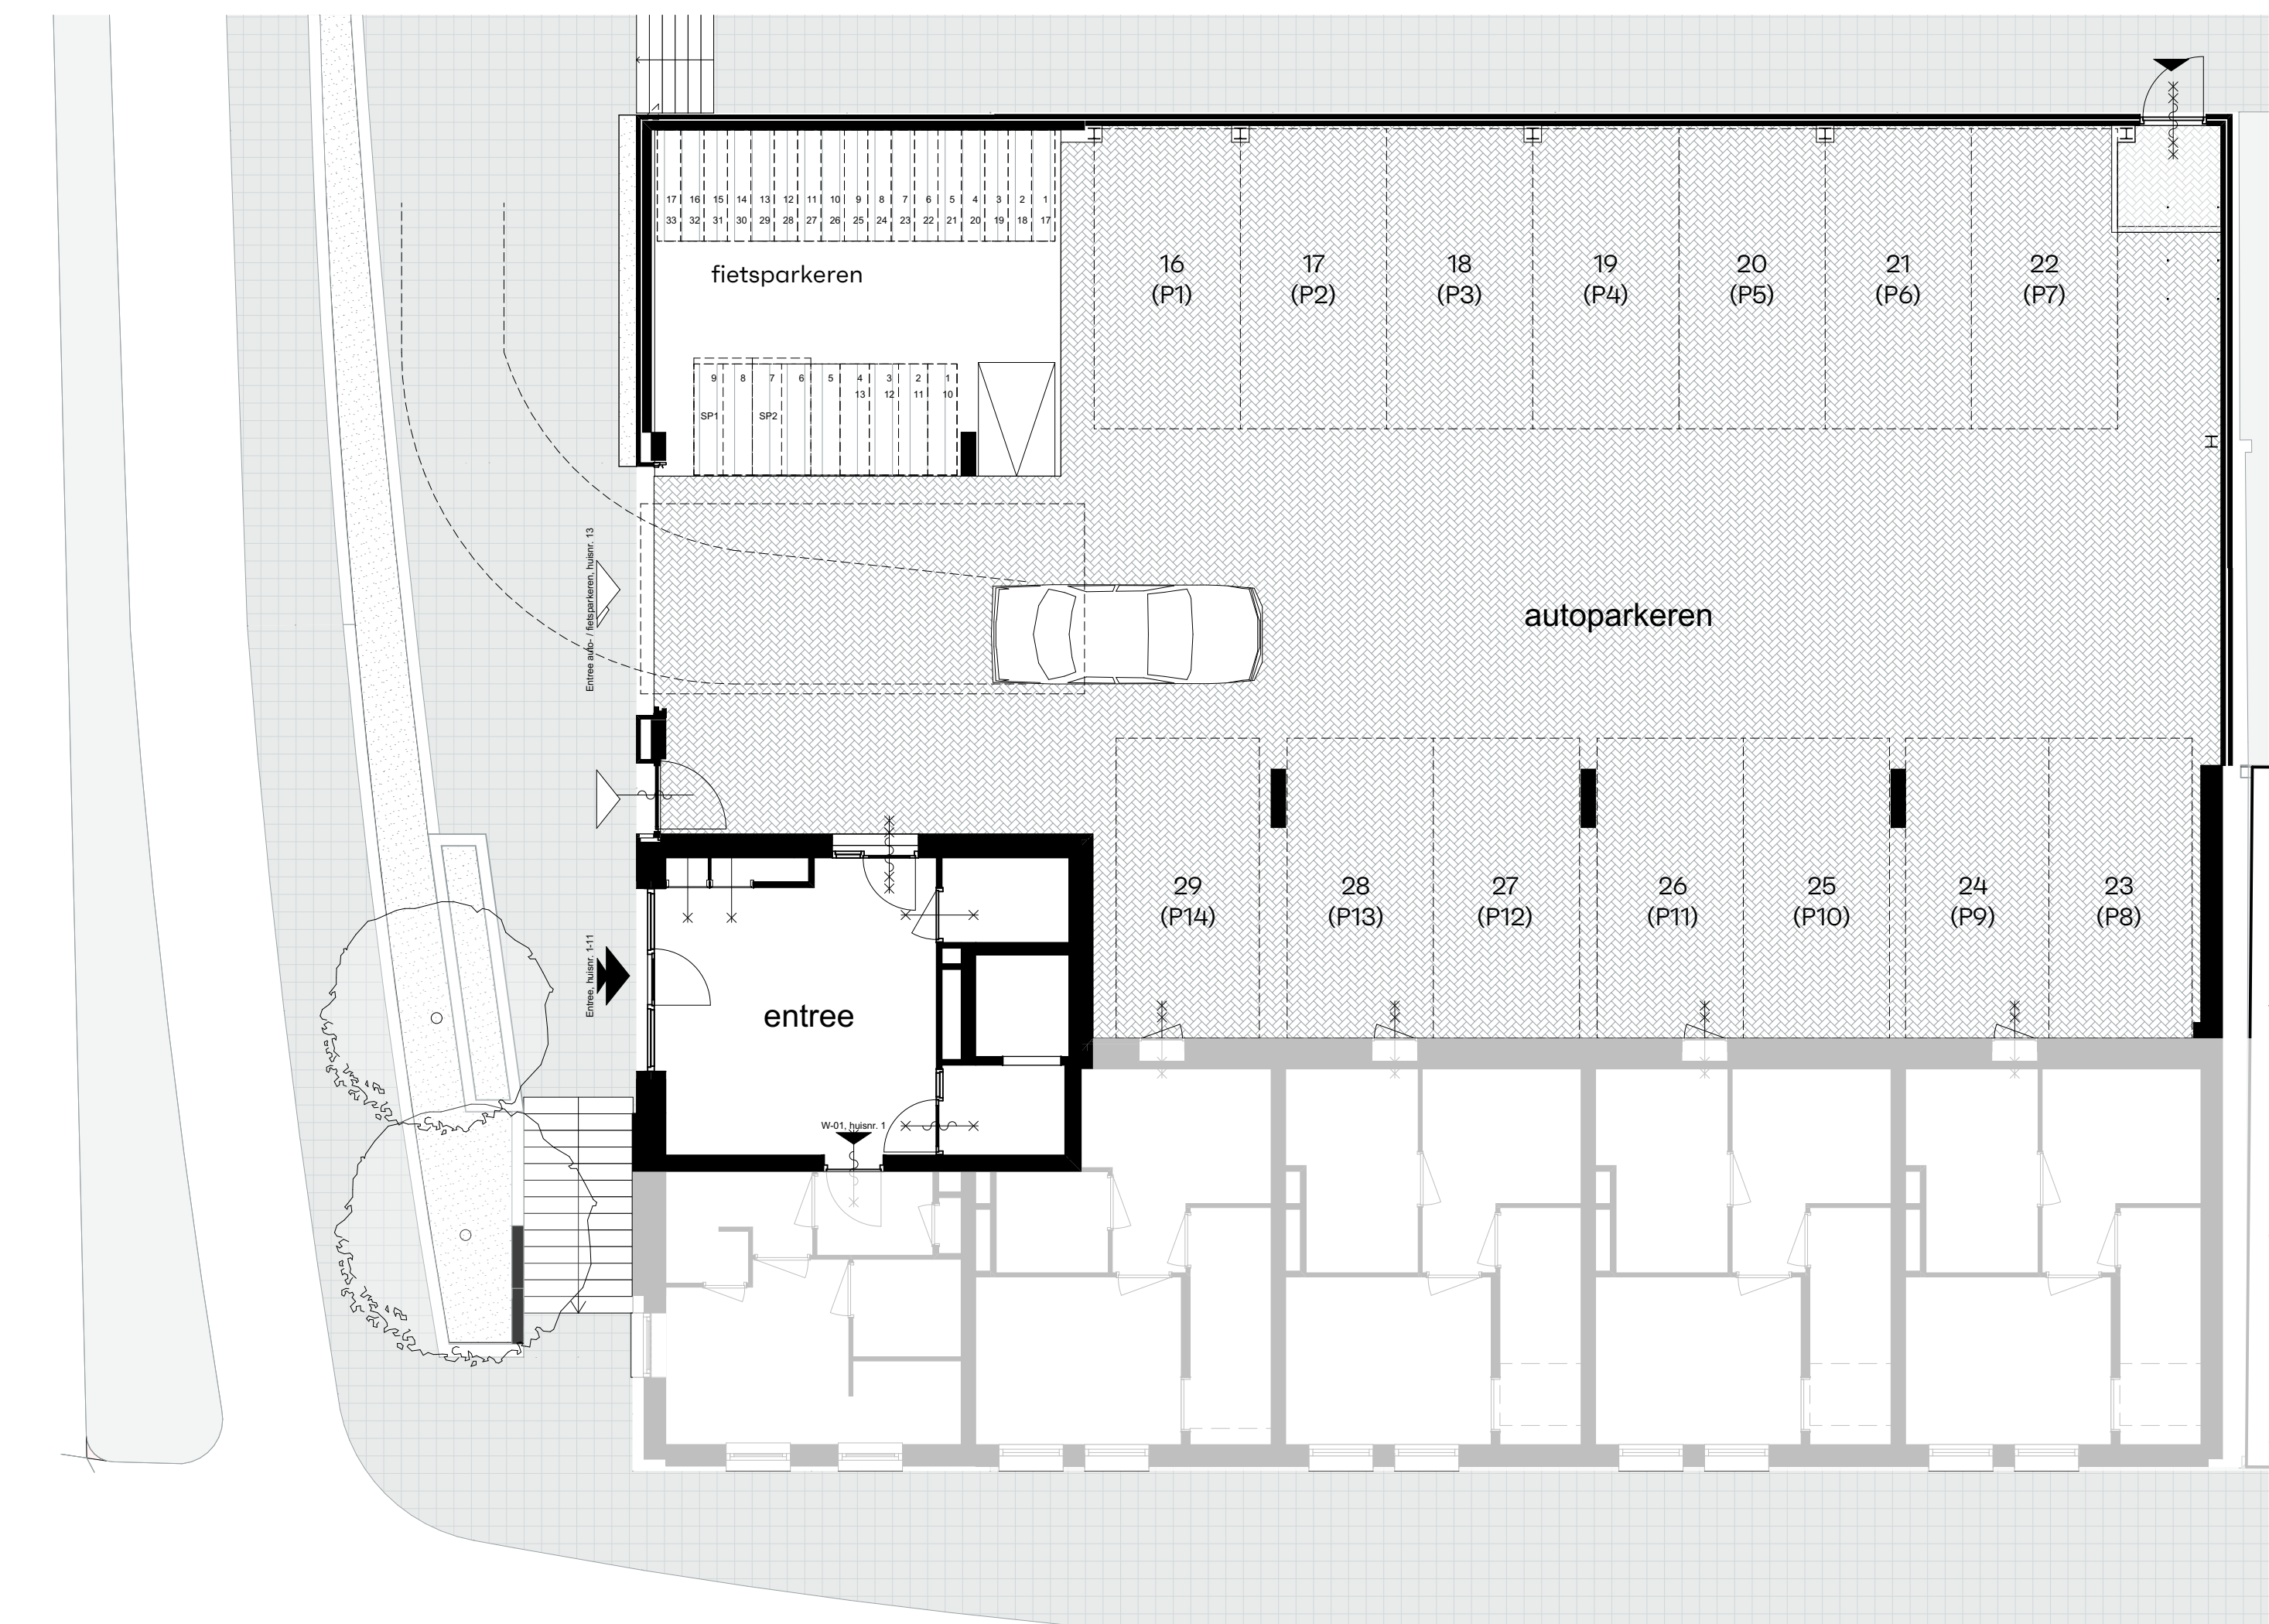 17 16 15 14 13 12 11 10 9 8 7 6 5 4 3 2 1
33 32 31 30 29 28 27 26 25 24 23 22 21 20 19 18 17
fietsparkeren
16 17 18 19 20 21 22
(P1) (P2) (P3) (P4) (P5) (P6) (P7)
9 8 7 6 5 4 3 2 1
13 12 11 10
SP1 SP2
Entree auto- / fietsparkeren, huisnr. 13
autoparkeren
29 28 27 26 25 24 23
(P14) (P13) (P12) (P11) (P10) (P9) (P8)
Entree, huisnr. 1-11
entree
W-01, huisnr. 1